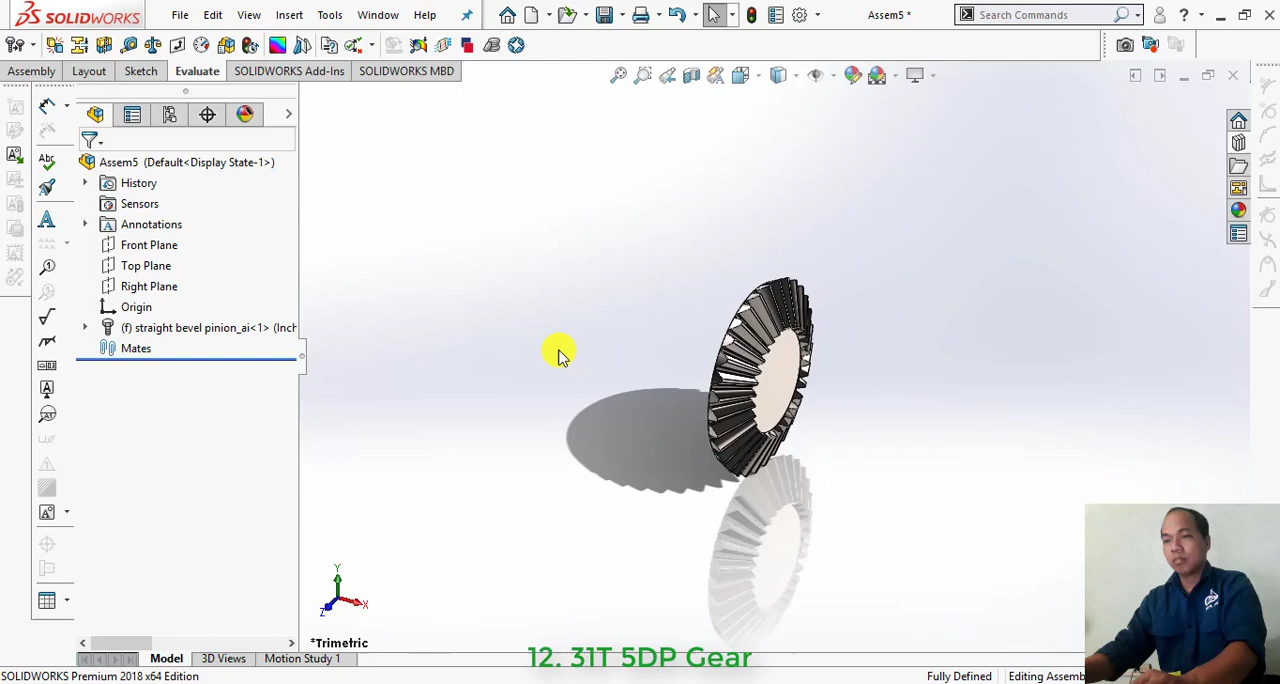 SOLIDWORKS
File Edit View Insert Tools Window Help
Assem5 *
Search Commands
Assembly Layout Sketch Evaluate SOLIDWORKS Add-Ins SOLIDWORKS MBD
Assem5 (Default<Display State-1>)
History
Sensors
Annotations
Front Plane
Top Plane
Right Plane
Origin
(f) straight bevel pinion_ai<1> (Inch
Mates
Y
X
Z
*Trimetric
Model 3D Views Motion Study 1
12. 31T 5DP Gear
SOLIDWORKS Premium 2018 x64 Edition
Fully Defined
Editing Assemb